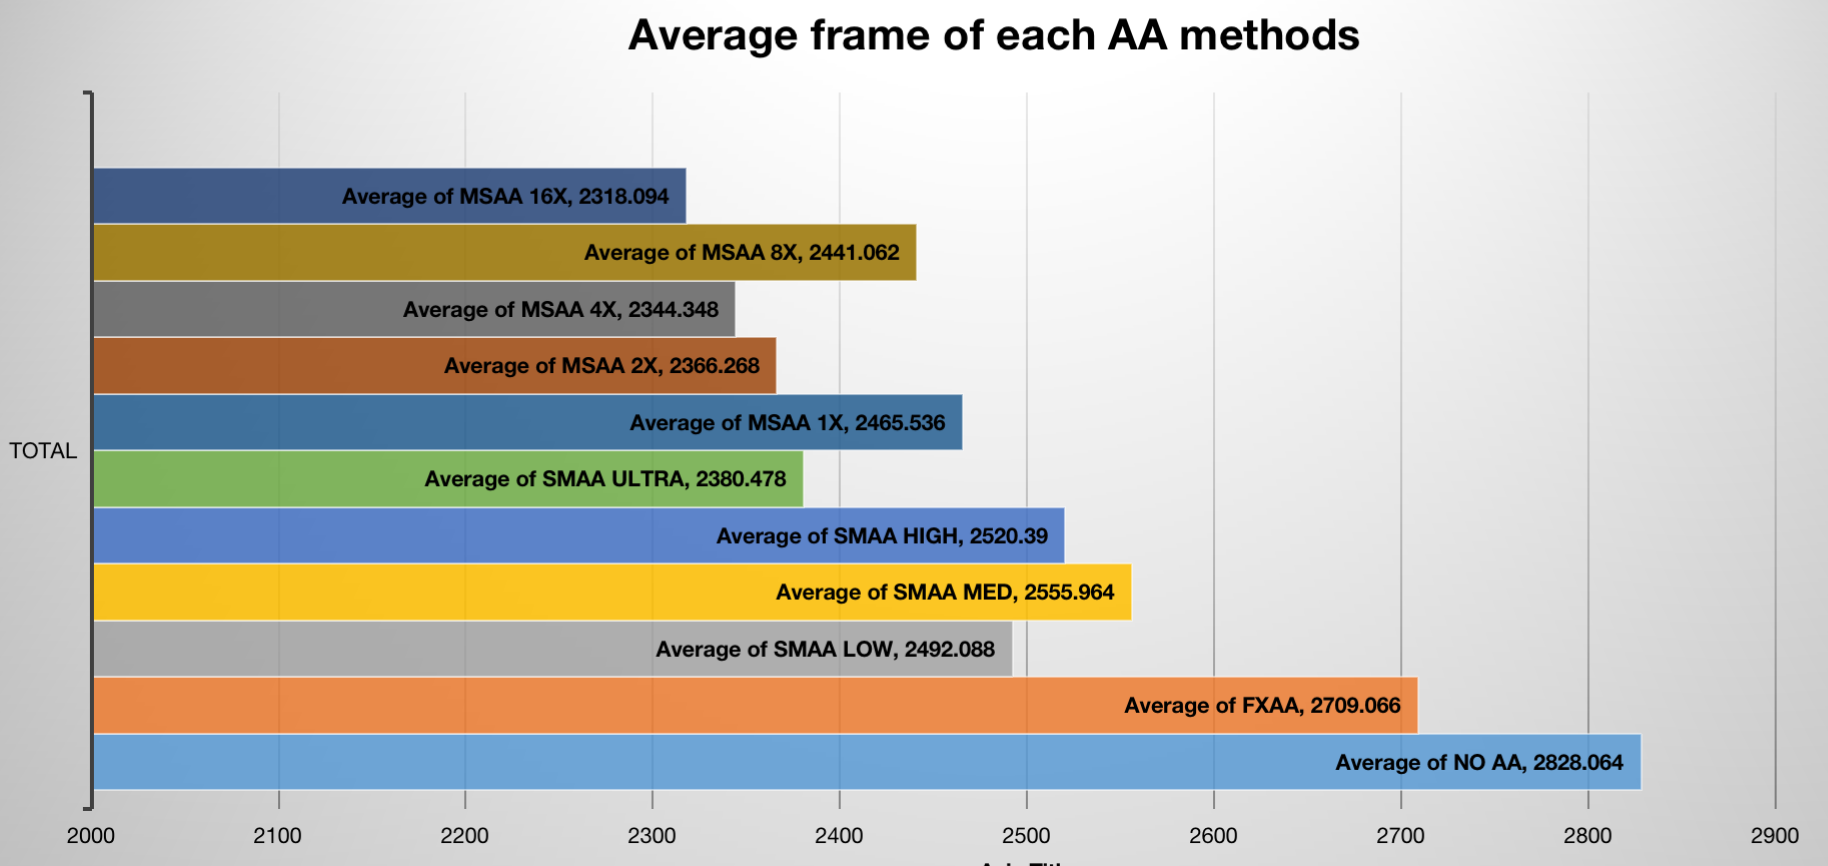 Average frame of each AA methods
Average of MSAA 16X, 2318.094
Average of MSAA 8X, 2441.062
Average of MSAA 4X, 2344.348
Average of MSAA 2X, 2366.268
Average of MSAA 1X, 2465.536
TOTAL
Average of SMAA ULTRA, 2380.478
Average of SMAA HIGH, 2520.39
Average of SMAA MED, 2555.964
Average of SMAA LOW, 2492.088
Average of FXAA, 2709.066
Average of NO AA, 2828.064
2000 2100 2200 2300 2400 2500 2600 2700 2800 2900